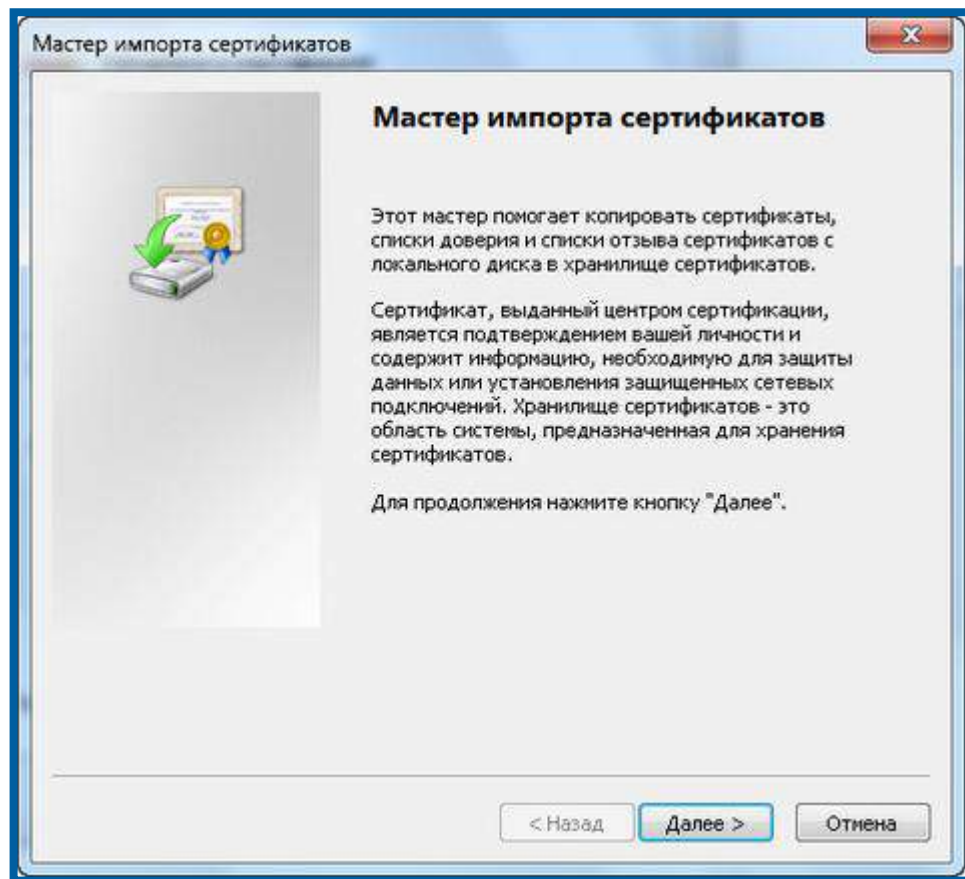 Мастер импорта сертификатов
Мастер импорта сертификатов
Этот мастер помогает копировать сертификаты,
списки доверия и списки отзыва сертификатов с
локального диска в хранилище сертификатов.
Сертификат, выданный центром сертификации,
является подтверждением вашей личности и
содержит информацию, необходимую для защиты
данных или установления защищенных сетевых
подключений. Хранилище сертификатов - это
область системы, предназначенная для хранения
сертификатов.
Для продолжения нажмите кнопку "Далее".
< Назад Далее > Отмена